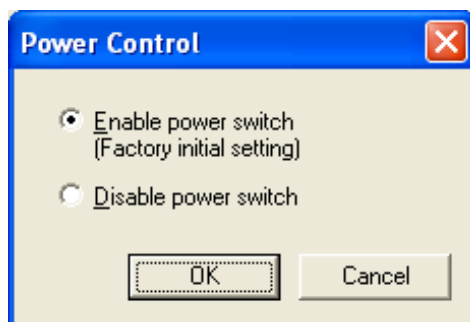 Power Control
Enable power switch
(Factory initial setting)
Disable power switch
OK
Cancel